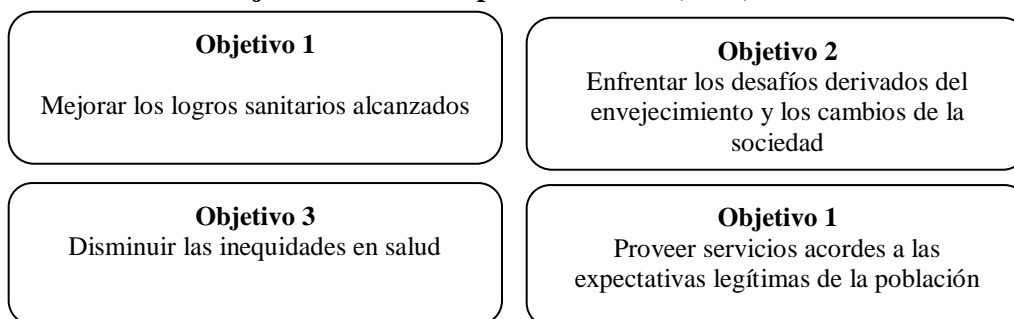 Objetivo 1
Mejorar los logros sanitarios alcanzados
Objetivo 2
Enfrentar los desafíos derivados del
envejecimiento y los cambios de la
sociedad
Objetivo 3
Disminuir las inequidades en salud
Objetivo 1
Proveer servicios acordes a las
expectativas legítimas de la población